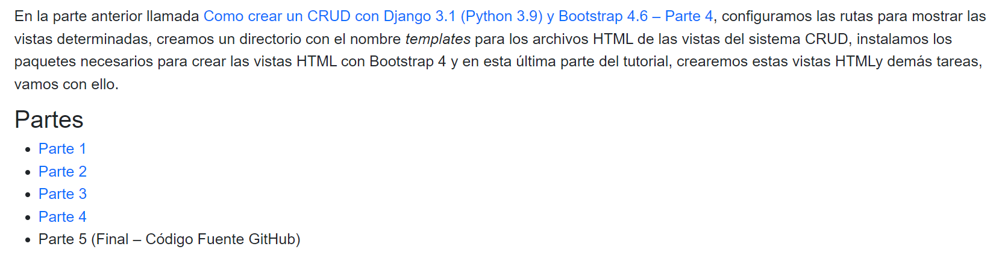 En la parte anterior llamada Como crear un CRUD con Django 3.1 (Python 3.9) y Bootstrap 4.6 – Parte 4, configuramos las rutas para mostrar las
vistas determinadas, creamos un directorio con el nombre templates para los archivos HTML de las vistas del sistema CRUD, instalamos los
paquetes necesarios para crear las vistas HTML con Bootstrap 4 y en esta última parte del tutorial, crearemos estas vistas HTMLy demás tareas,
vamos con ello.
Partes
• Parte 1
• Parte 2
• Parte 3
• Parte 4
• Parte 5 (Final – Código Fuente GitHub)